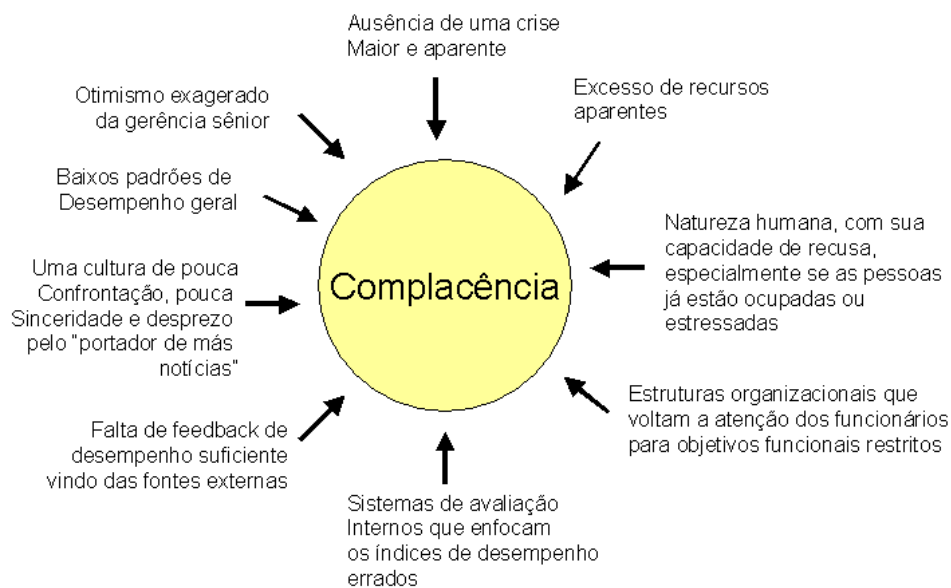 Ausência de uma crise
Maior e aparente
Excesso de recursos
aparentes
Natureza humana, com sua
capacidade de recusa,
especialmente se as pessoas
já estão ocupadas ou
estressadas
Estruturas organizacionais que
voltam a atenção dos funcionários
para objetivos funcionais restritos
Sistemas de avaliação
Internos que enfocam
os índices de desempenho
errados
Falta de feedback de
desempenho suficiente
vindo das fontes externas
Uma cultura de pouca
Confrontação, pouca
Sinceridade e desprezo
pelo "portador de más
notícias"
Baixos padrões de
Desempenho geral
Otimismo exagerado
da gerência sênior
Complacência